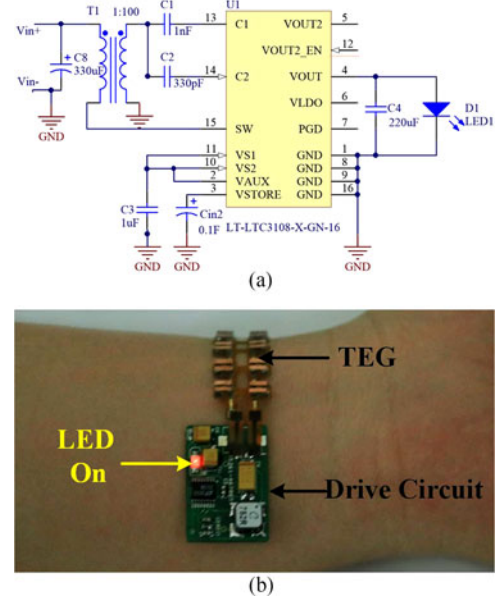 T1 1:100
C1
1nF
Vin+
Vin-
C8
330uF
GND
C2
330pF
GND
U1
13 C1
14 C2
15 SW
11 VS1
10 VS2
2 VAUX
3 VSTORE
VOUT2 5
VOUT2_EN 12
VOUT 4
VLDO 6
PGD 7
GND 1
GND 8
GND 9
GND 16
LT-LTC3108-X-GN-16
C4
220uF
D1
LED1
C3
1uF
Cin2
0.1F
GND
GND
GND
(a)
TEG
LED
On
Drive Circuit
(b)